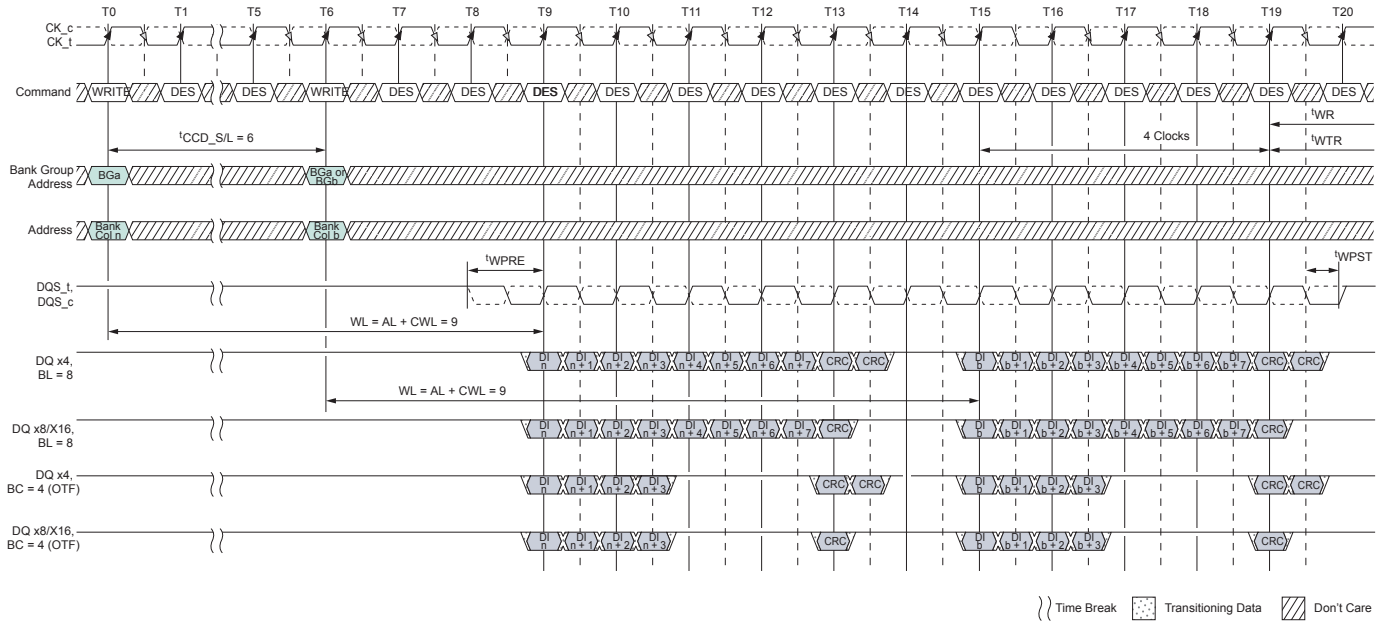 T0 T1 T5 T6 T7 T8 T9 T10 T11 T12 T13 T14 T15 T16 T17 T18 T19 T20
CK_c
CK_t
Command WRITE DES DES WRITE DES DES DES DES DES DES DES DES DES DES DES DES DES DES
tWR
tCCD_S/L = 6
4 Clocks
tWTR
Bank Group
Address
BGa
BGa or
BGb
Address
Bank
Col n
Bank
Col b
tWPRE
tWPST
DQS_t,
DQS_c
WL = AL + CWL = 9
DQ x4,
BL = 8
DI
n
DI
n + 1
DI
n + 2
DI
n + 3
DI
n + 4
DI
n + 5
DI
n + 6
DI
n + 7
CRC CRC
DI
b
DI
b + 1
DI
b + 2
DI
b + 3
DI
b + 4
DI
b + 5
DI
b + 6
DI
b + 7
CRC CRC
WL = AL + CWL = 9
DQ x8/X16,
BL = 8
DI
n
DI
n + 1
DI
n + 2
DI
n + 3
DI
n + 4
DI
n + 5
DI
n + 6
DI
n + 7
CRC
DI
b
DI
b + 1
DI
b + 2
DI
b + 3
DI
b + 4
DI
b + 5
DI
b + 6
DI
b + 7
CRC
DQ x4,
BC = 4 (OTF)
DI
n
DI
n + 1
DI
n + 2
DI
n + 3
CRC CRC
DI
b
DI
b + 1
DI
b + 2
DI
b + 3
CRC CRC
DQ x8/X16,
BC = 4 (OTF)
DI
n
DI
n + 1
DI
n + 2
DI
n + 3
CRC
DI
b
DI
b + 1
DI
b + 2
DI
b + 3
CRC
Time Break Transitioning Data Don't Care